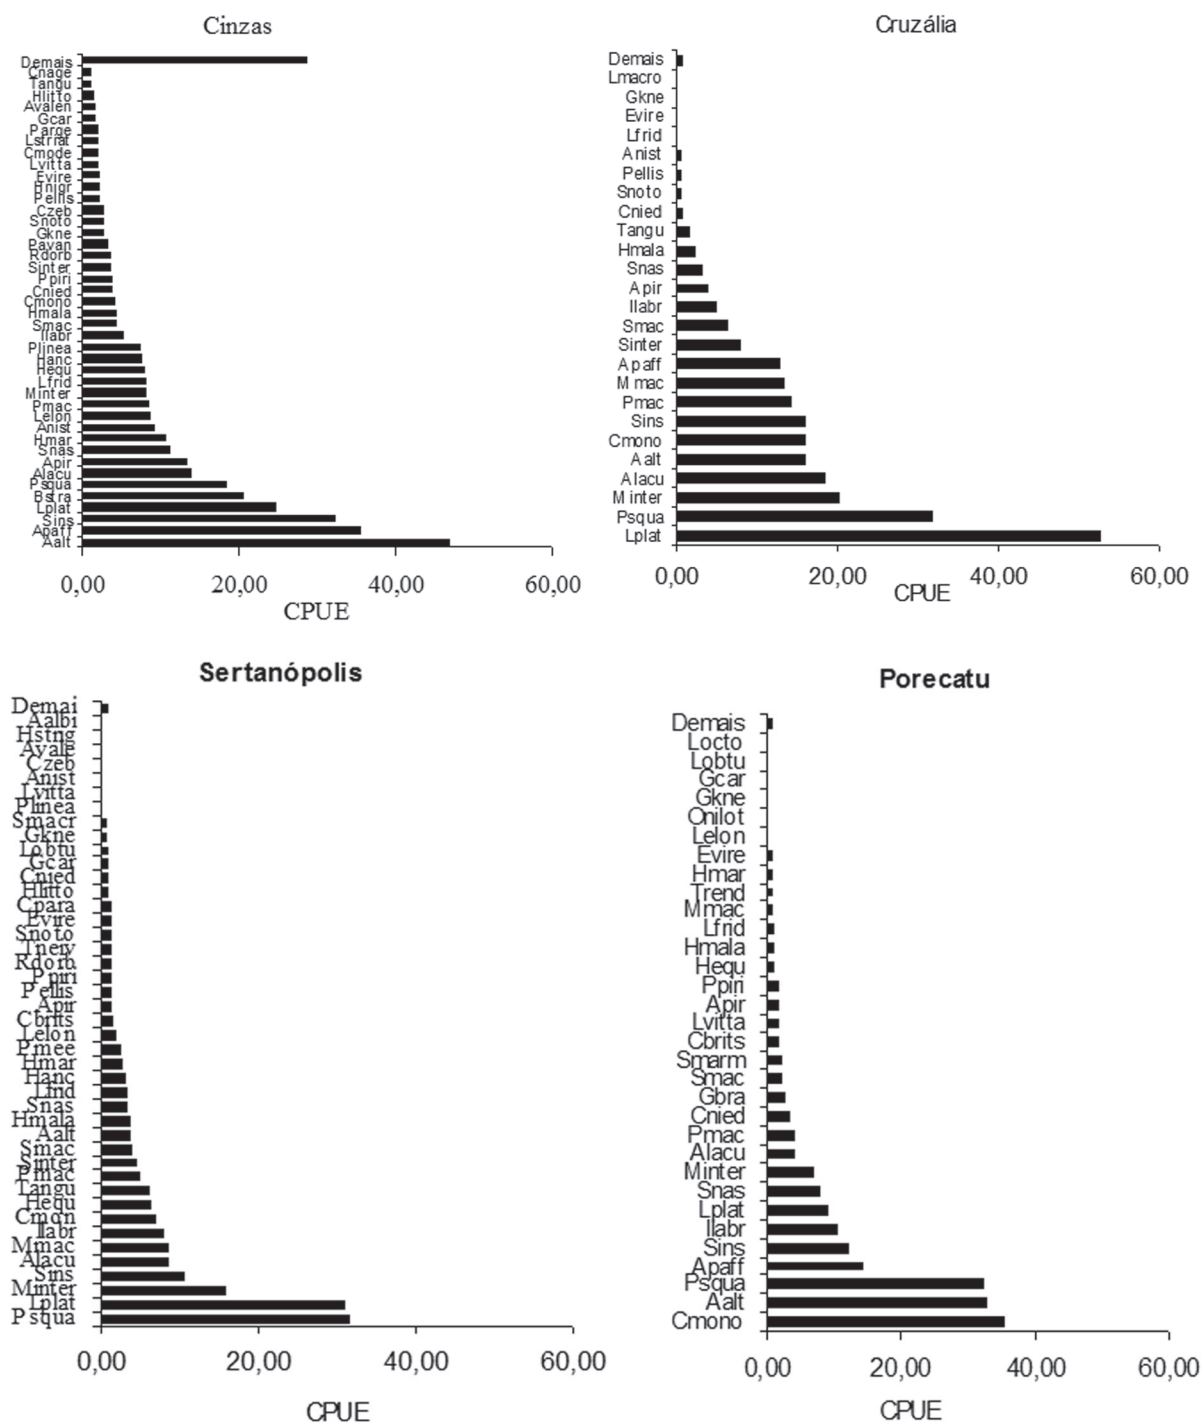 Cinzas
Demais
Cnage
Tangu
Hlitto
Avalen
Gcar
Paroe
Lstriat
Cmode
Lvitta
Evire
Hnigr
Pellis
Czeb
Snoto
Gkne
Pavan
Rdorb
Sinter
Ppiri
Cnied
Cmono
Hmala
Smac
Ilabr
Plinea
Hanc
Hequ
Lfrid
Minter
Pmac
Lelon
Anist
Hmar
Snas
Apir
Alacu
Psqua
Bstra
Lplat
Sins
Apaff
Aalt
0,00 20,00 40,00 60,00
CPUE
Cruzália
Demais
Lmacro
Gkne
Evire
Lfrid
Anist
Pellis
Snoto
Cnied
Tangu
Hmala
Snas
Apir
Ilabr
Smac
Sinter
Apaff
Mmac
Pmac
Sins
Cmono
Aalt
Alacu
Minter
Psqua
Lplat
0,00 20,00 40,00 60,00
CPUE
Sertanópolis
Demai
Aalbi
Hstrig
Avale
Czeb
Anist
Lvitta
Plinea
Smacr
Gkne
Lobtu
Gcar
Cnied
Hlitto
Cpara
Evire
Snoto
Tneiv
Rdorb
Ppiri
Pellis
Apir
Cbrits
Lelon
Pmee
Hmar
Hanc
Snas
Hmala
Aalt
Smac
Sinter
Pmac
Tangu
Hequ
Cmon
Ilabr
Mmac
Alacu
Sins
Minter
Lplat
Psqua
0,00 20,00 40,00 60,00
CPUE
Porecatu
Demais
Locto
Lobtu
Gcar
Gkne
Onilot
Lelon
Evire
Hmar
Trend
Mmac
Lfrid
Hmala
Hequ
Ppiri
Apir
Lvitta
Cbrits
Smarm
Smac
Gbra
Cnied
Pmac
Alacu
Minter
Snas
Lplat
Ilabr
Sins
Apaff
Psqua
Aalt
Cmono
0,00 20,00 40,00 60,00
CPUE